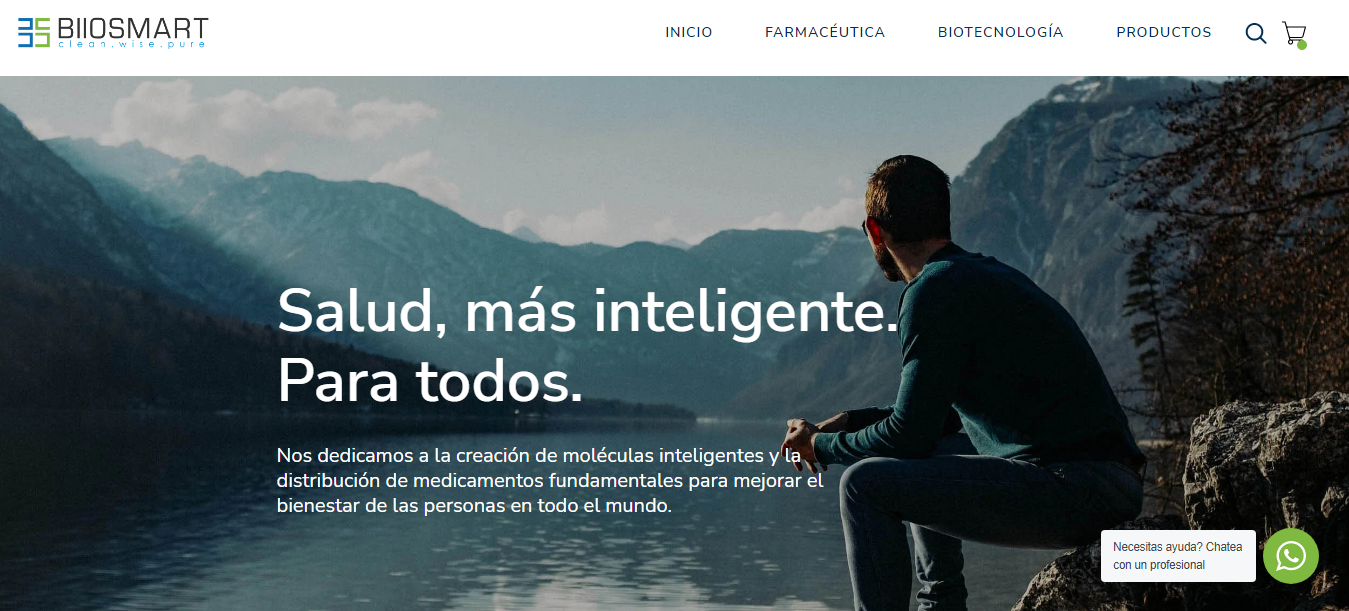 BIIOSMART
clean.wise.pure
INICIO
FARMACÉUTICA
BIOTECNOLOGÍA
PRODUCTOS
Salud, más inteligente.
Para todos.
Nos dedicamos a la creación de moléculas inteligentes y la
distribución de medicamentos fundamentales para mejorar el
bienestar de las personas en todo el mundo.
Necesitas ayuda? Chatea
con un profesional